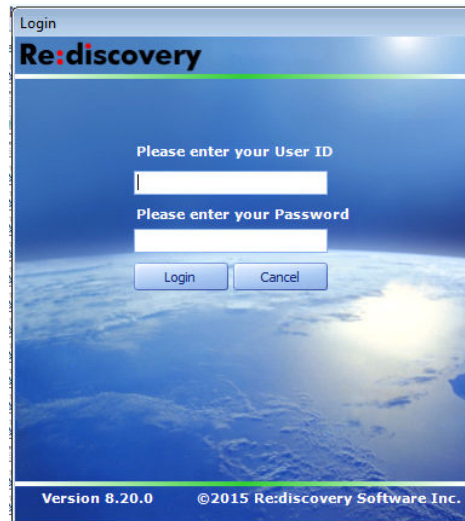 Login
Re:discovery
Please enter your User ID
Please enter your Password
Login Cancel
Version 8.20.0 ©2015 Re:discovery Software Inc.